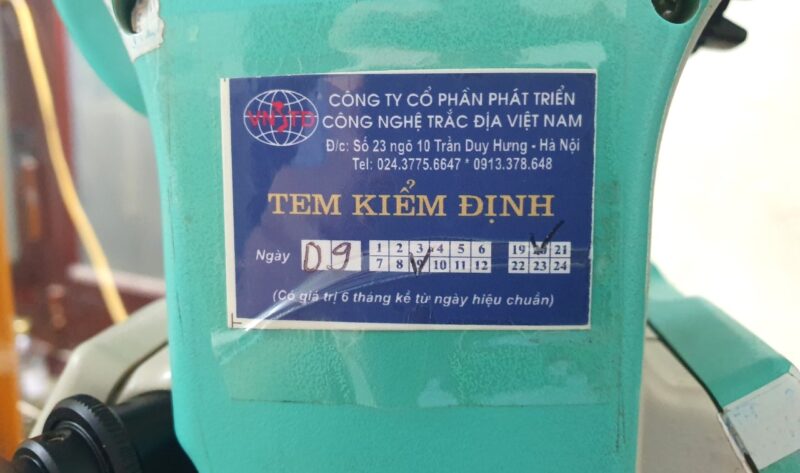 VNSTD
CÔNG TY CỔ PHẦN PHÁT TRIỂN
CÔNG NGHỆ TRẮC ĐỊA VIỆT NAM
Đ/c: Số 23 ngõ 10 Trần Duy Hưng - Hà Nội
Tel: 024.3775.6647 * 0913.378.648
TEM KIỂM ĐỊNH
Ngày 09 1 2 3 4 5 6 19 20 21
7 8 9 10 11 12 22 23 24
(Có giá trị 6 tháng kể từ ngày hiệu chuẩn)